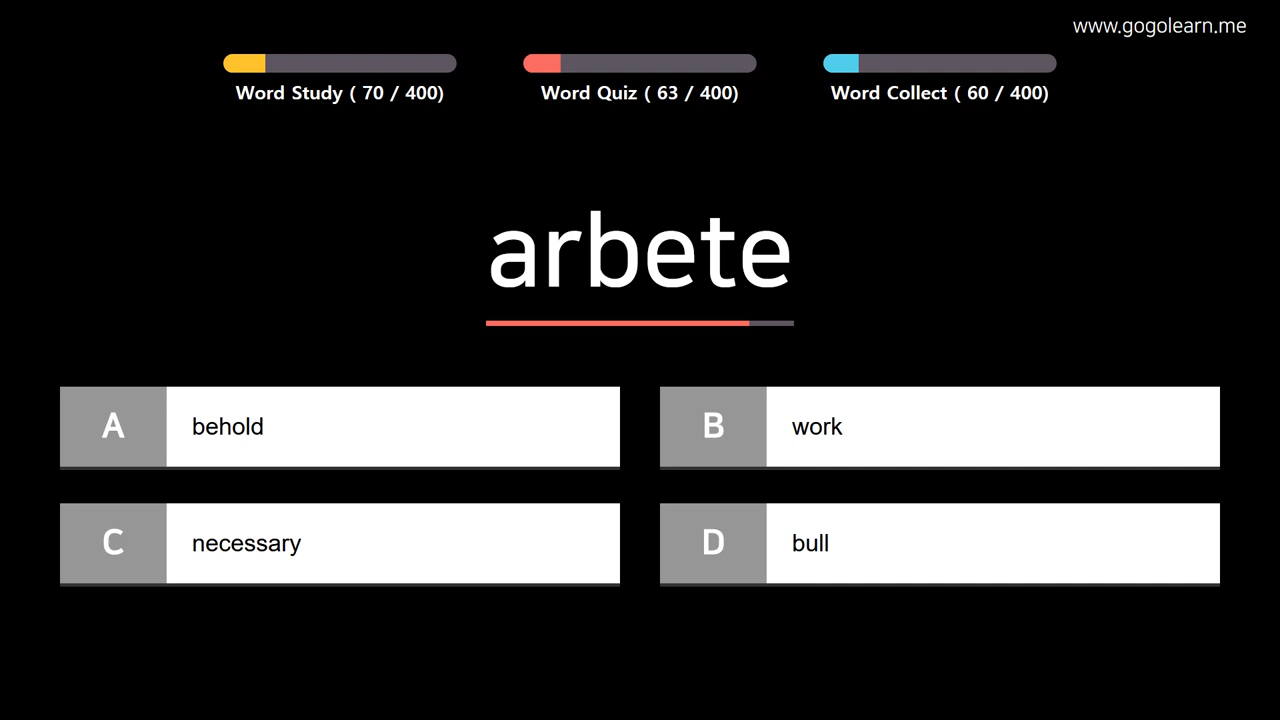 www.gogolearn.me
Word Study ( 70 / 400)
Word Quiz ( 63 / 400)
Word Collect ( 60 / 400)
arbete
A behold
B work
C necessary
D bull